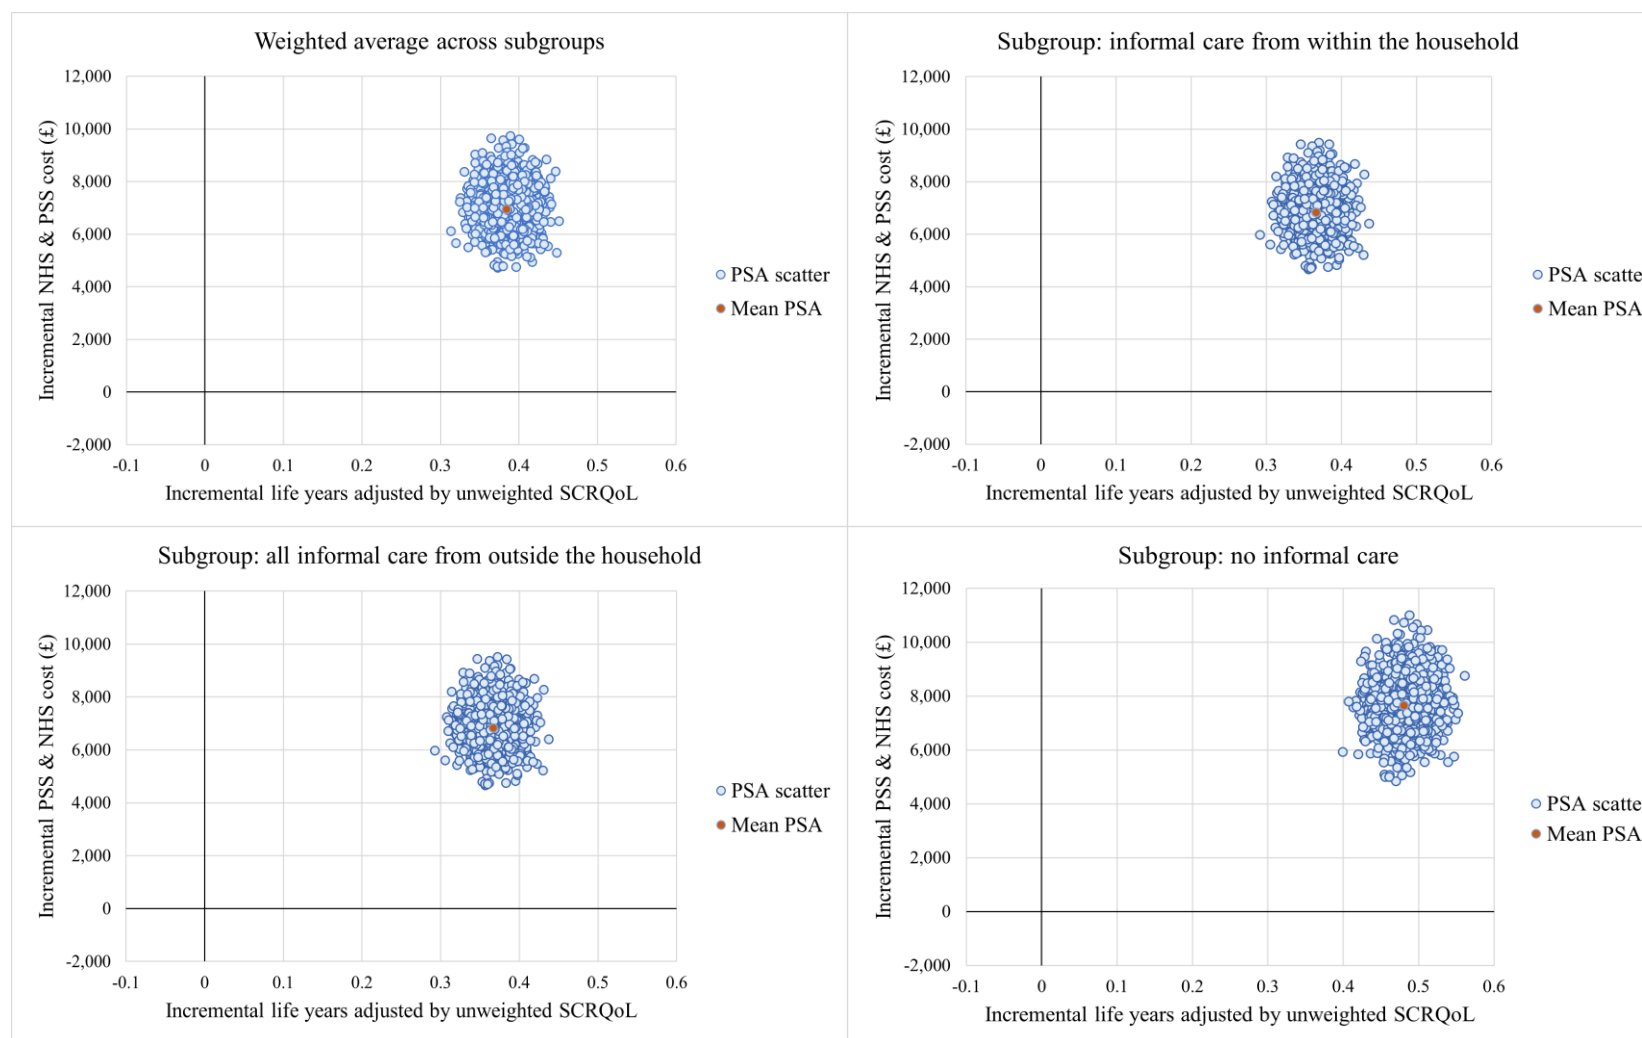 Weighted average across subgroups
12,000
10,000
8,000
6,000
4,000
2,000
0
-2,000
-0.1 0 0.1 0.2 0.3 0.4 0.5 0.6
Incremental NHS & PSS cost (£)
Incremental life years adjusted by unweighted SCRQoL
PSA scatter
Mean PSA
Subgroup: informal care from within the household
12,000
10,000
8,000
6,000
4,000
2,000
0
-2,000
-0.1 0 0.1 0.2 0.3 0.4 0.5 0.6
Incremental NHS & PSS cost (£)
Incremental life years adjusted by unweighted SCRQoL
PSA scatte
Mean PSA
Subgroup: all informal care from outside the household
12,000
10,000
8,000
6,000
4,000
2,000
0
-2,000
-0.1 0 0.1 0.2 0.3 0.4 0.5 0.6
Incremental PSS & NHS cost (£)
Incremental life years adjusted by unweighted SCRQoL
PSA scatter
Mean PSA
Subgroup: no informal care
12,000
10,000
8,000
6,000
4,000
2,000
0
-2,000
-0.1 0 0.1 0.2 0.3 0.4 0.5 0.6
Incremental PSS & NHS cost (£)
Incremental life years adjusted by unweighted SCRQoL
PSA scatte
Mean PSA